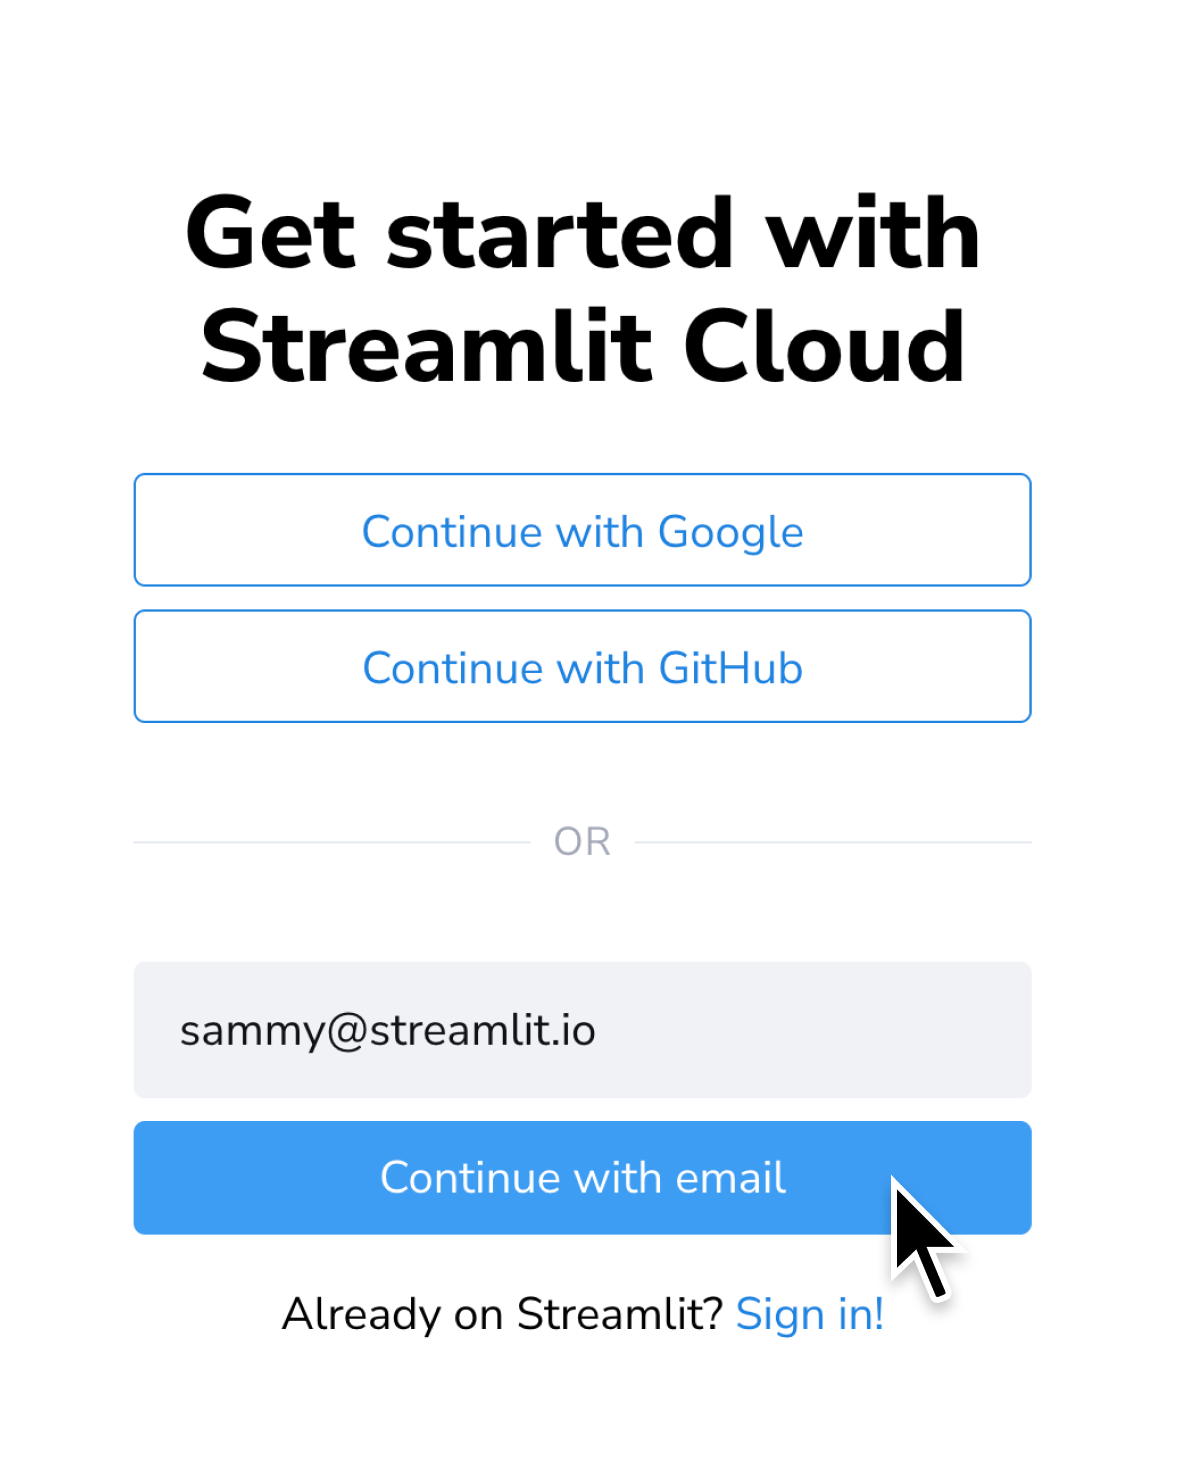 Get started with
Streamlit Cloud
Continue with Google
Continue with GitHub
OR
sammy@streamlit.io
Continue with email
Already on Streamlit? Sign in!